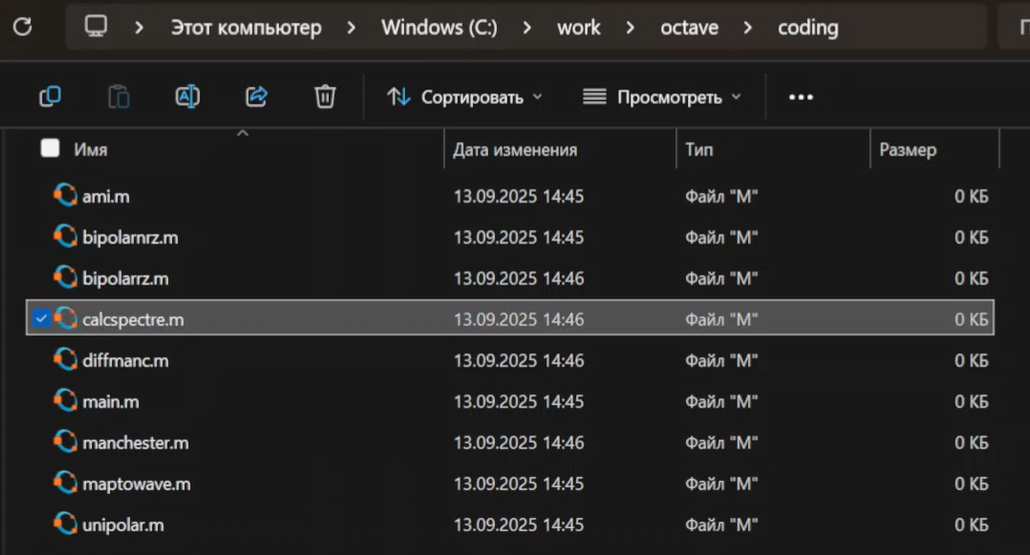 Этот компьютер > Windows (C:) > work > octave > coding
Сортировать Просмотреть
Имя Дата изменения Тип Размер
ami.m 13.09.2025 14:45 Файл "M" 0 КБ
bipolarnrz.m 13.09.2025 14:45 Файл "M" 0 КБ
bipolarrz.m 13.09.2025 14:46 Файл "M" 0 КБ
calcspectre.m 13.09.2025 14:46 Файл "M" 0 КБ
diffmanc.m 13.09.2025 14:46 Файл "M" 0 КБ
main.m 13.09.2025 14:45 Файл "M" 0 КБ
manchester.m 13.09.2025 14:46 Файл "M" 0 КБ
maptowave.m 13.09.2025 14:45 Файл "M" 0 КБ
unipolar.m 13.09.2025 14:45 Файл "M" 0 КБ